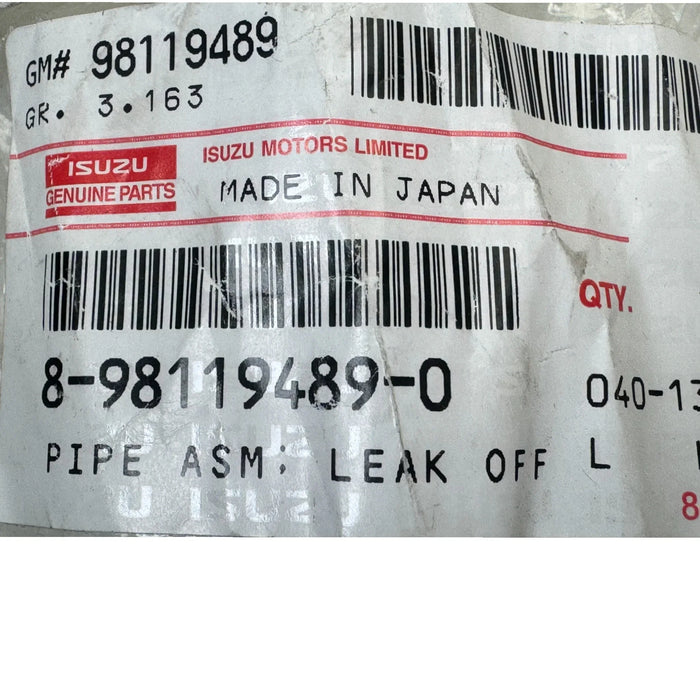 GM# 98119489
GR. 3.163
ISUZU
GENUINE PARTS
ISUZU MOTORS LIMITED
MADE IN JAPAN
QTY.
8-98119489-0
040-13
PIPE ASM; LEAK OFF
L
8